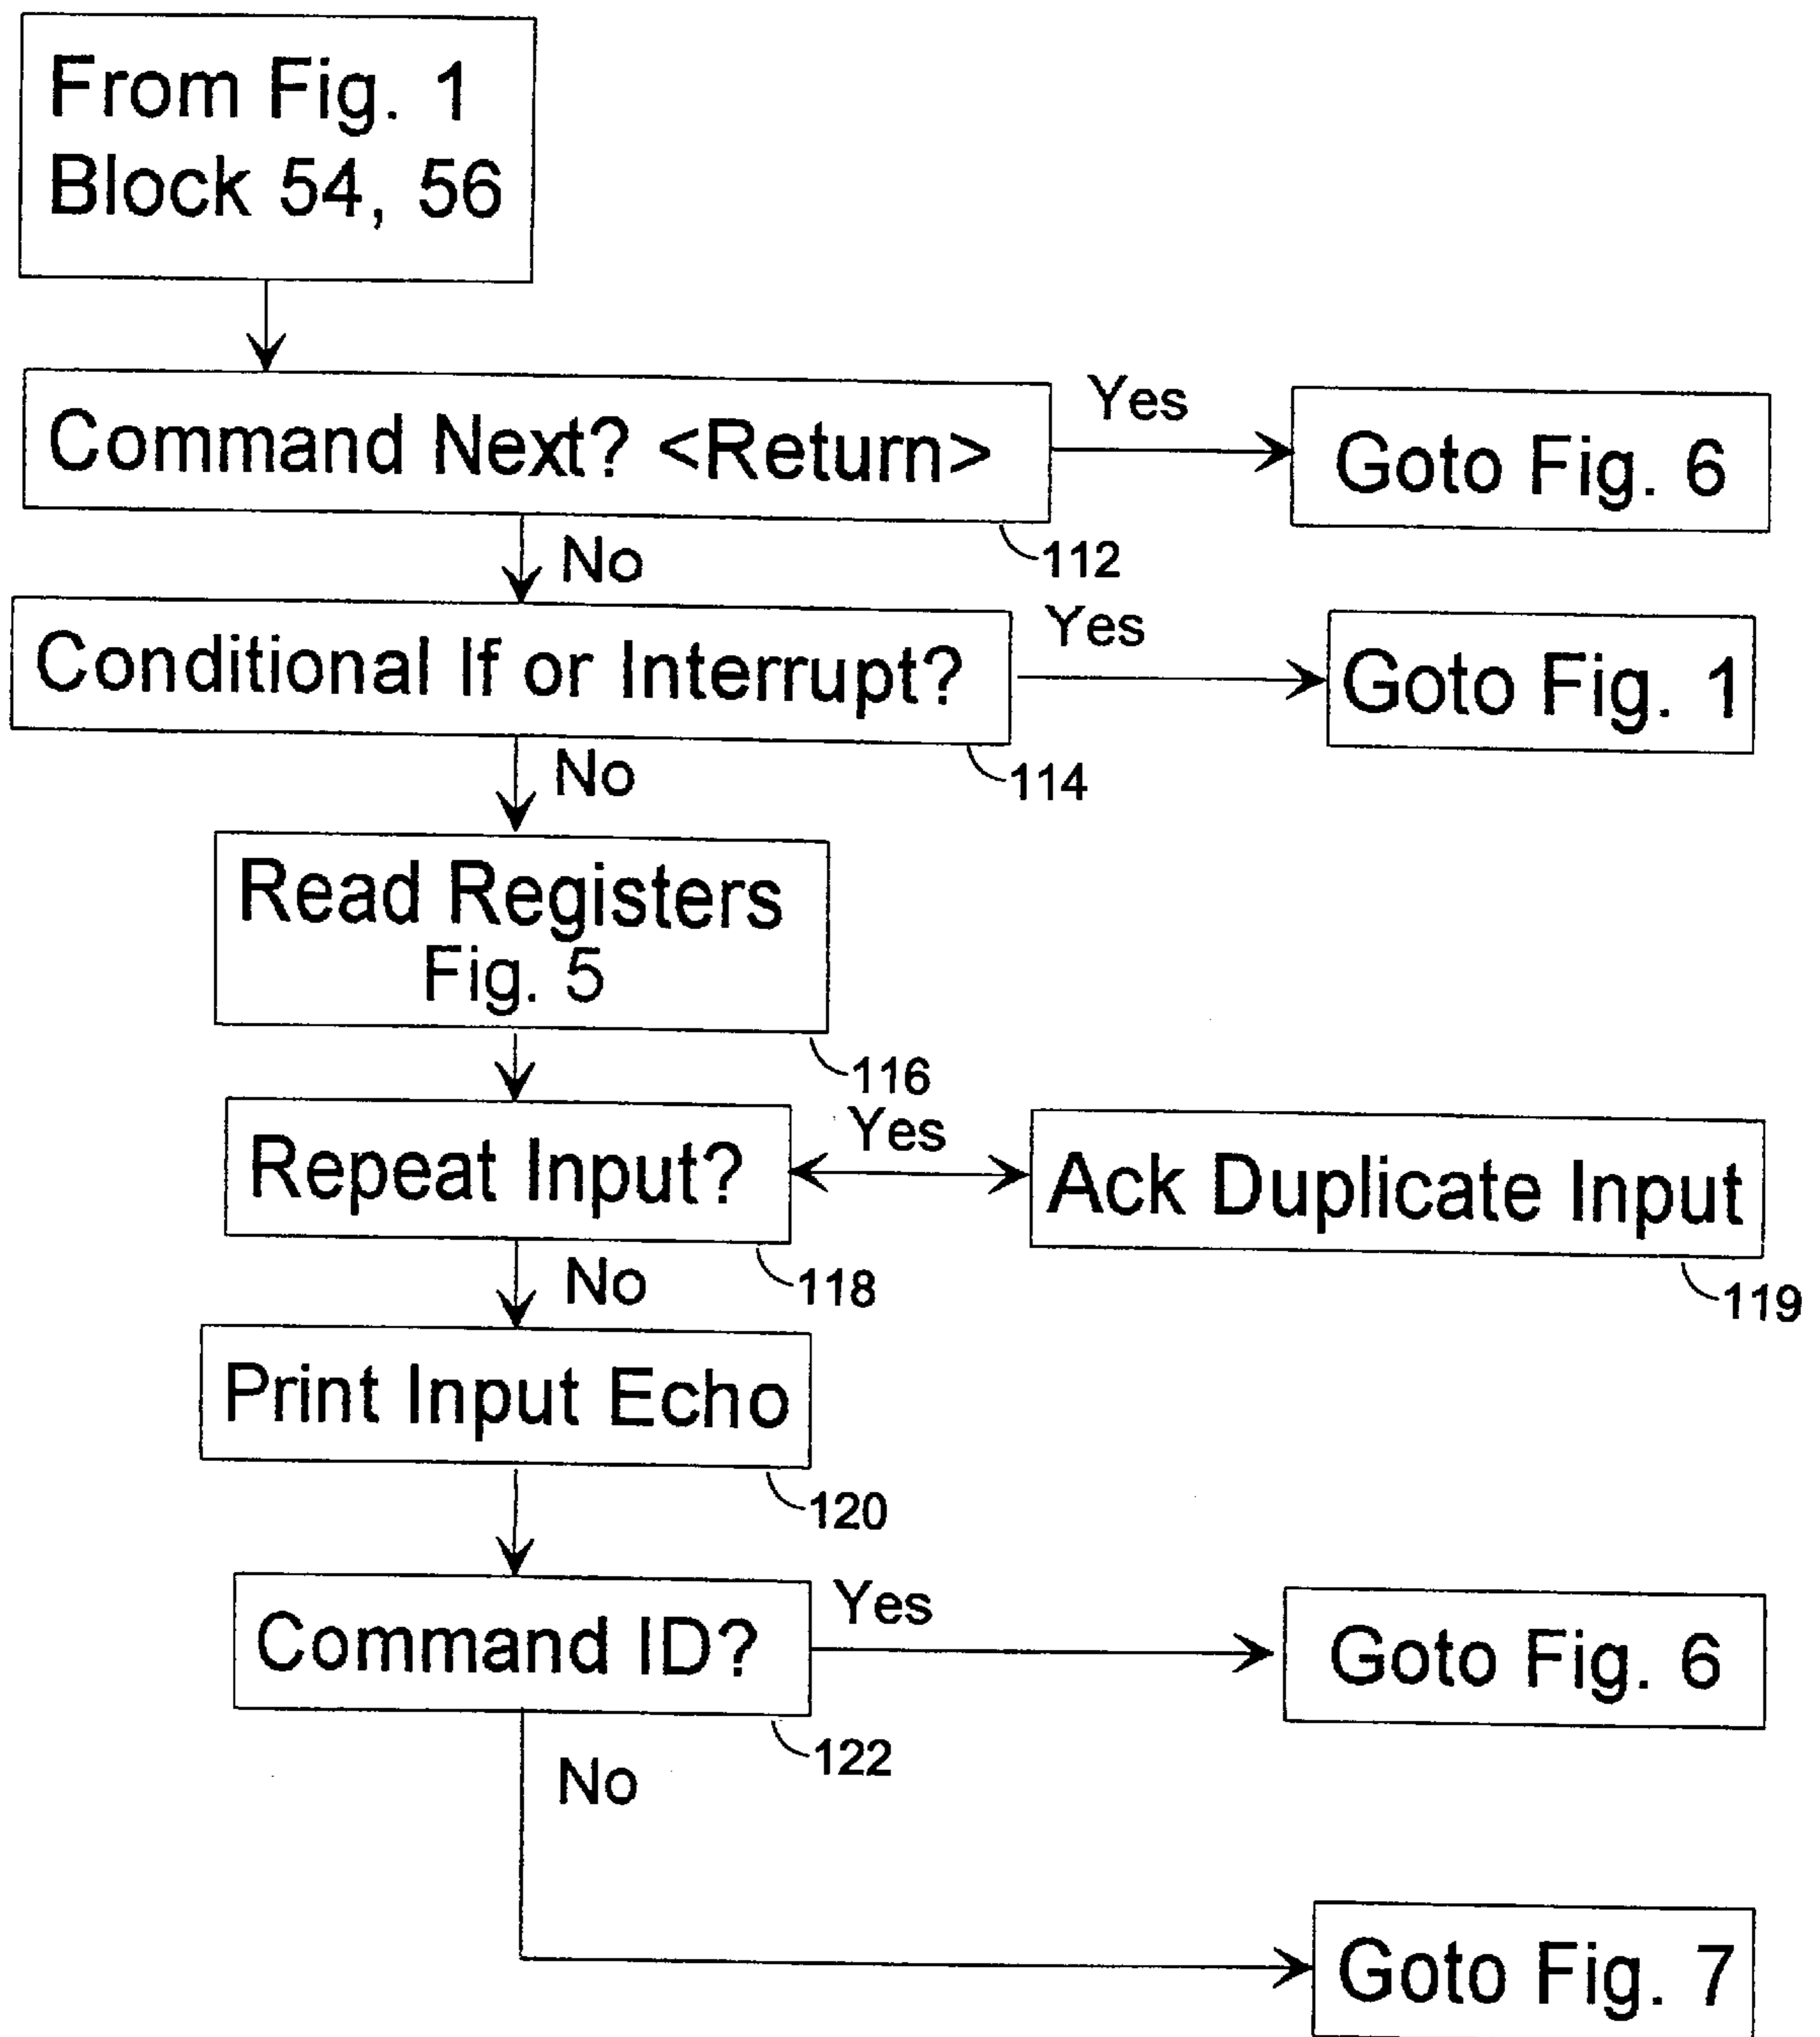 From Fig. 1
Block 54, 56
Command Next? <Return>
Yes
Goto Fig. 6
112
No
Conditional If or Interrupt?
Yes
Goto Fig. 1
114
No
Read Registers
Fig. 5
116
Repeat Input?
Yes
Ack Duplicate Input
118
119
No
Print Input Echo
120
Command ID?
Yes
Goto Fig. 6
122
No
Goto Fig. 7